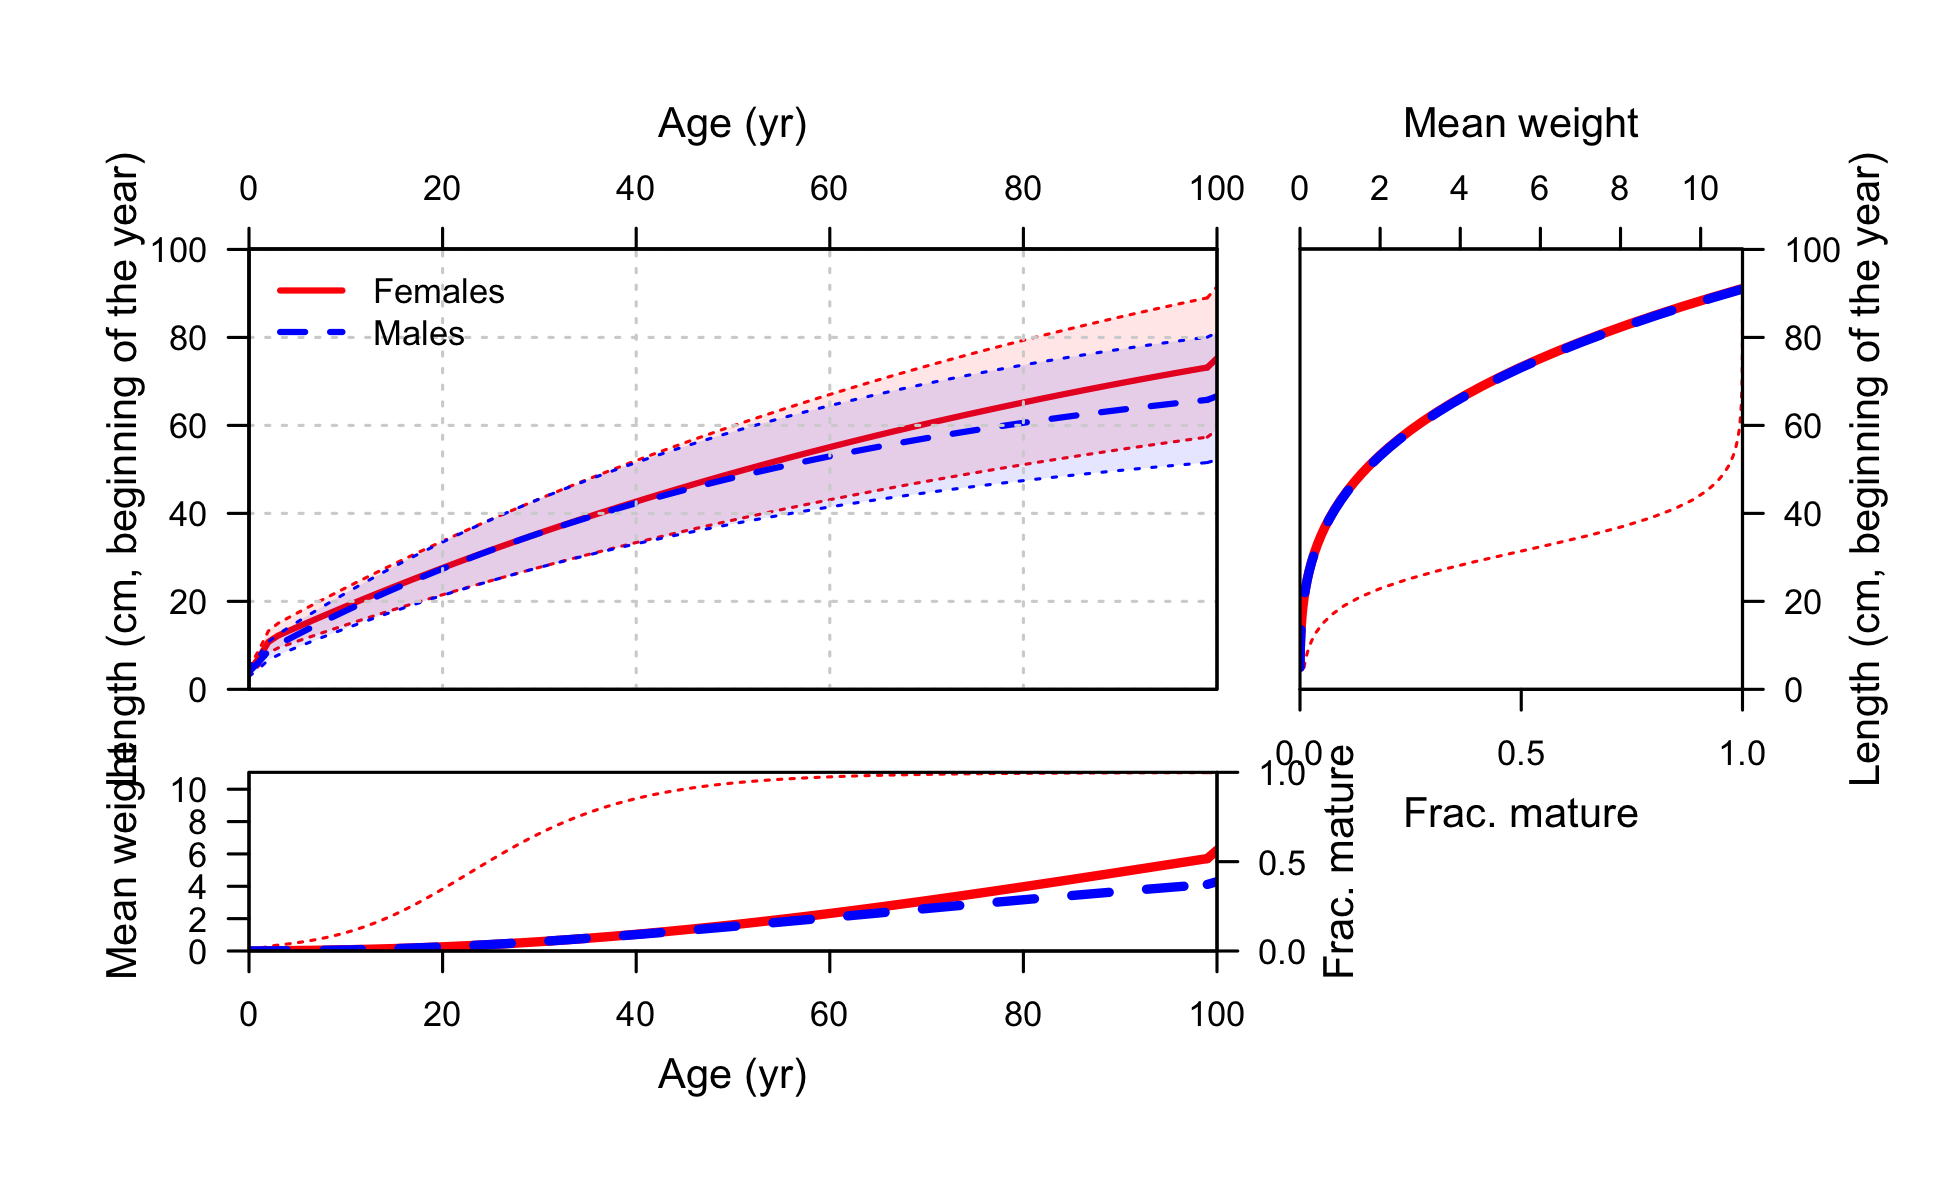 Age (yr)
0 20 40 60 80 100
Length (cm, beginning of the year)
100
80
60
40
20
0
Females
Males
Mean weight
0 2 4 6 8 10
Length (cm, beginning of the year)
100
80
60
40
20
0
0.0 0.5 1.0
Frac. mature
Mean weight
10
8
6
4
2
0
1.0
0.5
0.0
Frac. mature
0 20 40 60 80 100
Age (yr)